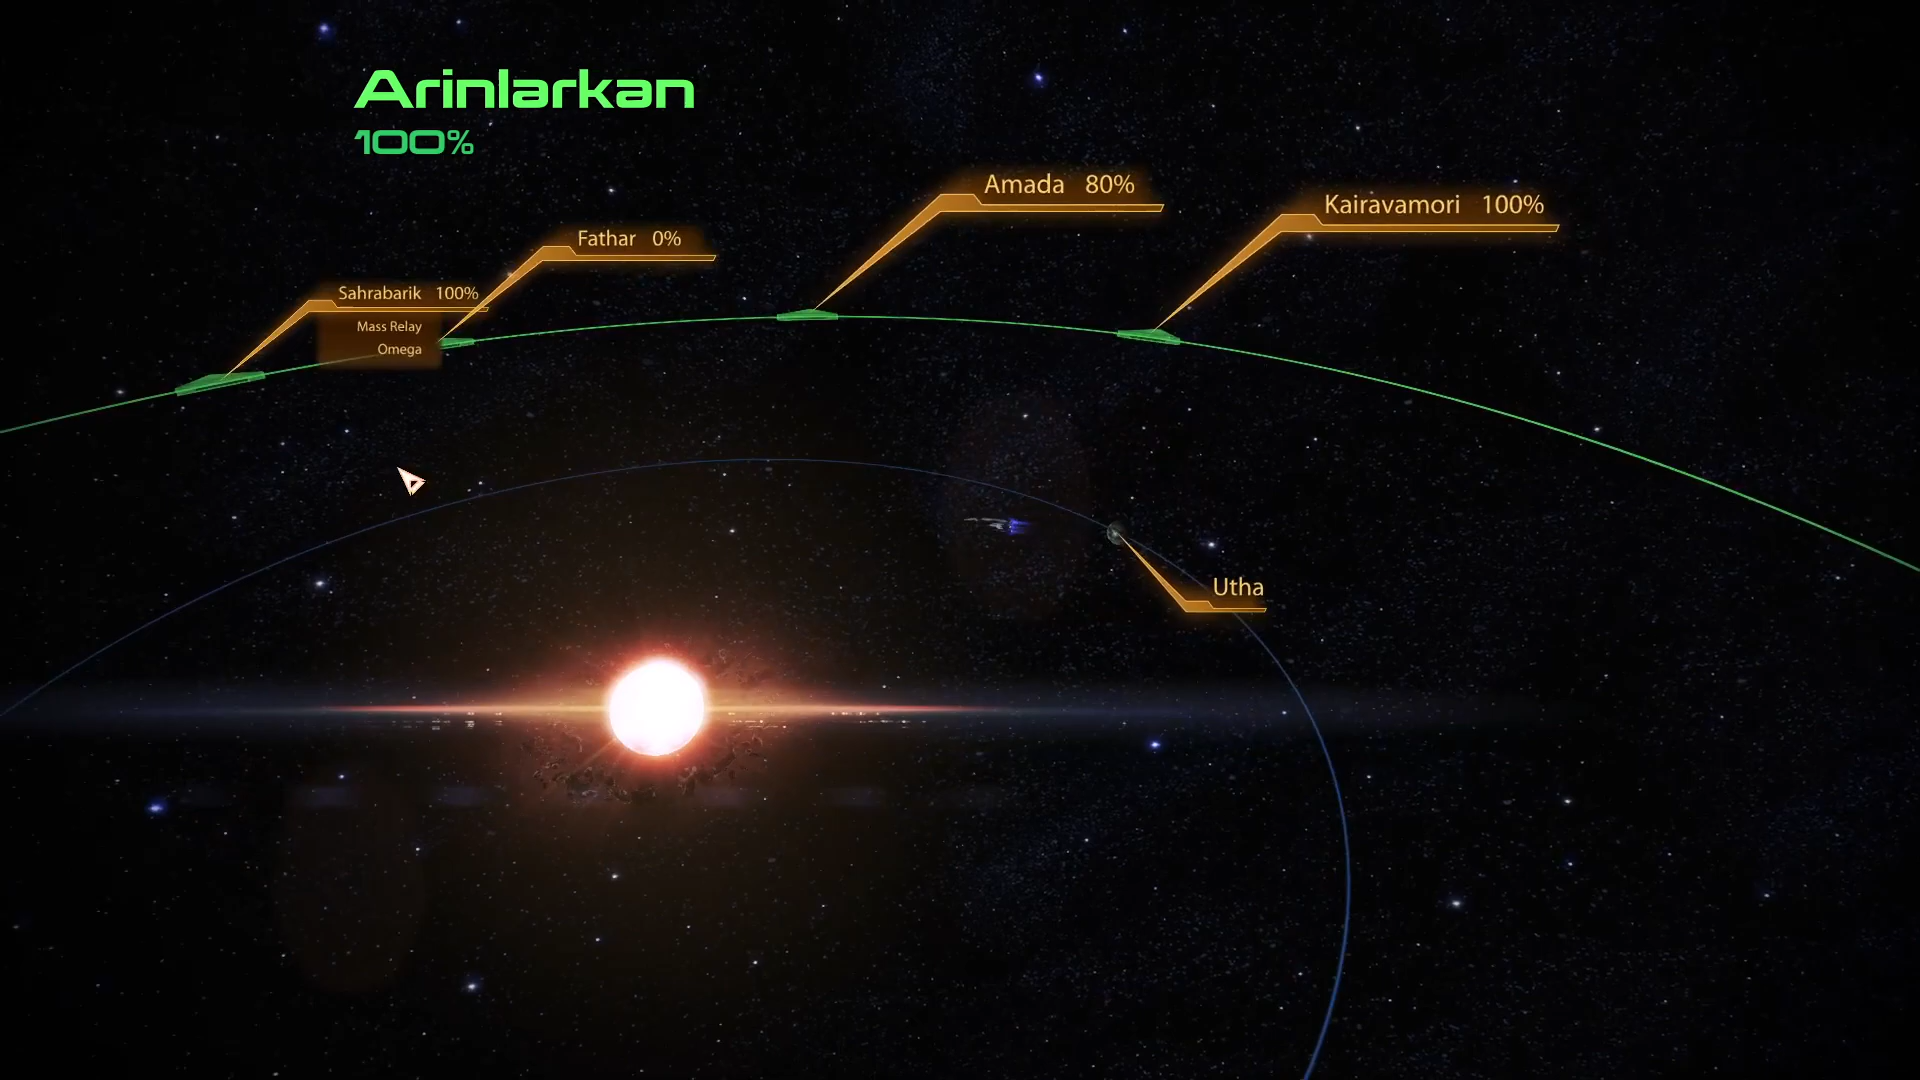 Arinlarkan
100%
Amada 80%
Kairavamori 100%
Fathar 0%
Sahrabarik 100%
Mass Relay
Omega
Utha